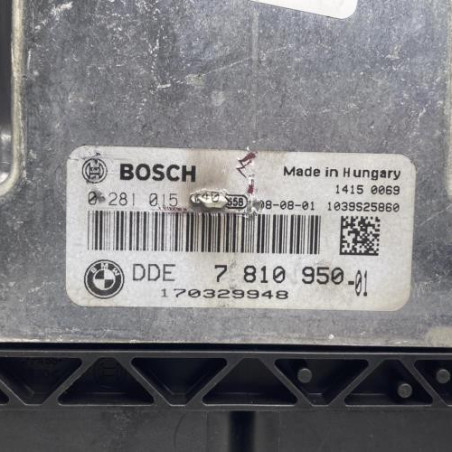 BOSCH
Made in Hungary
1415 0069
0 281 015
08-08-01 1039S25860
BMW
DDE 7 810 950-01
170329948